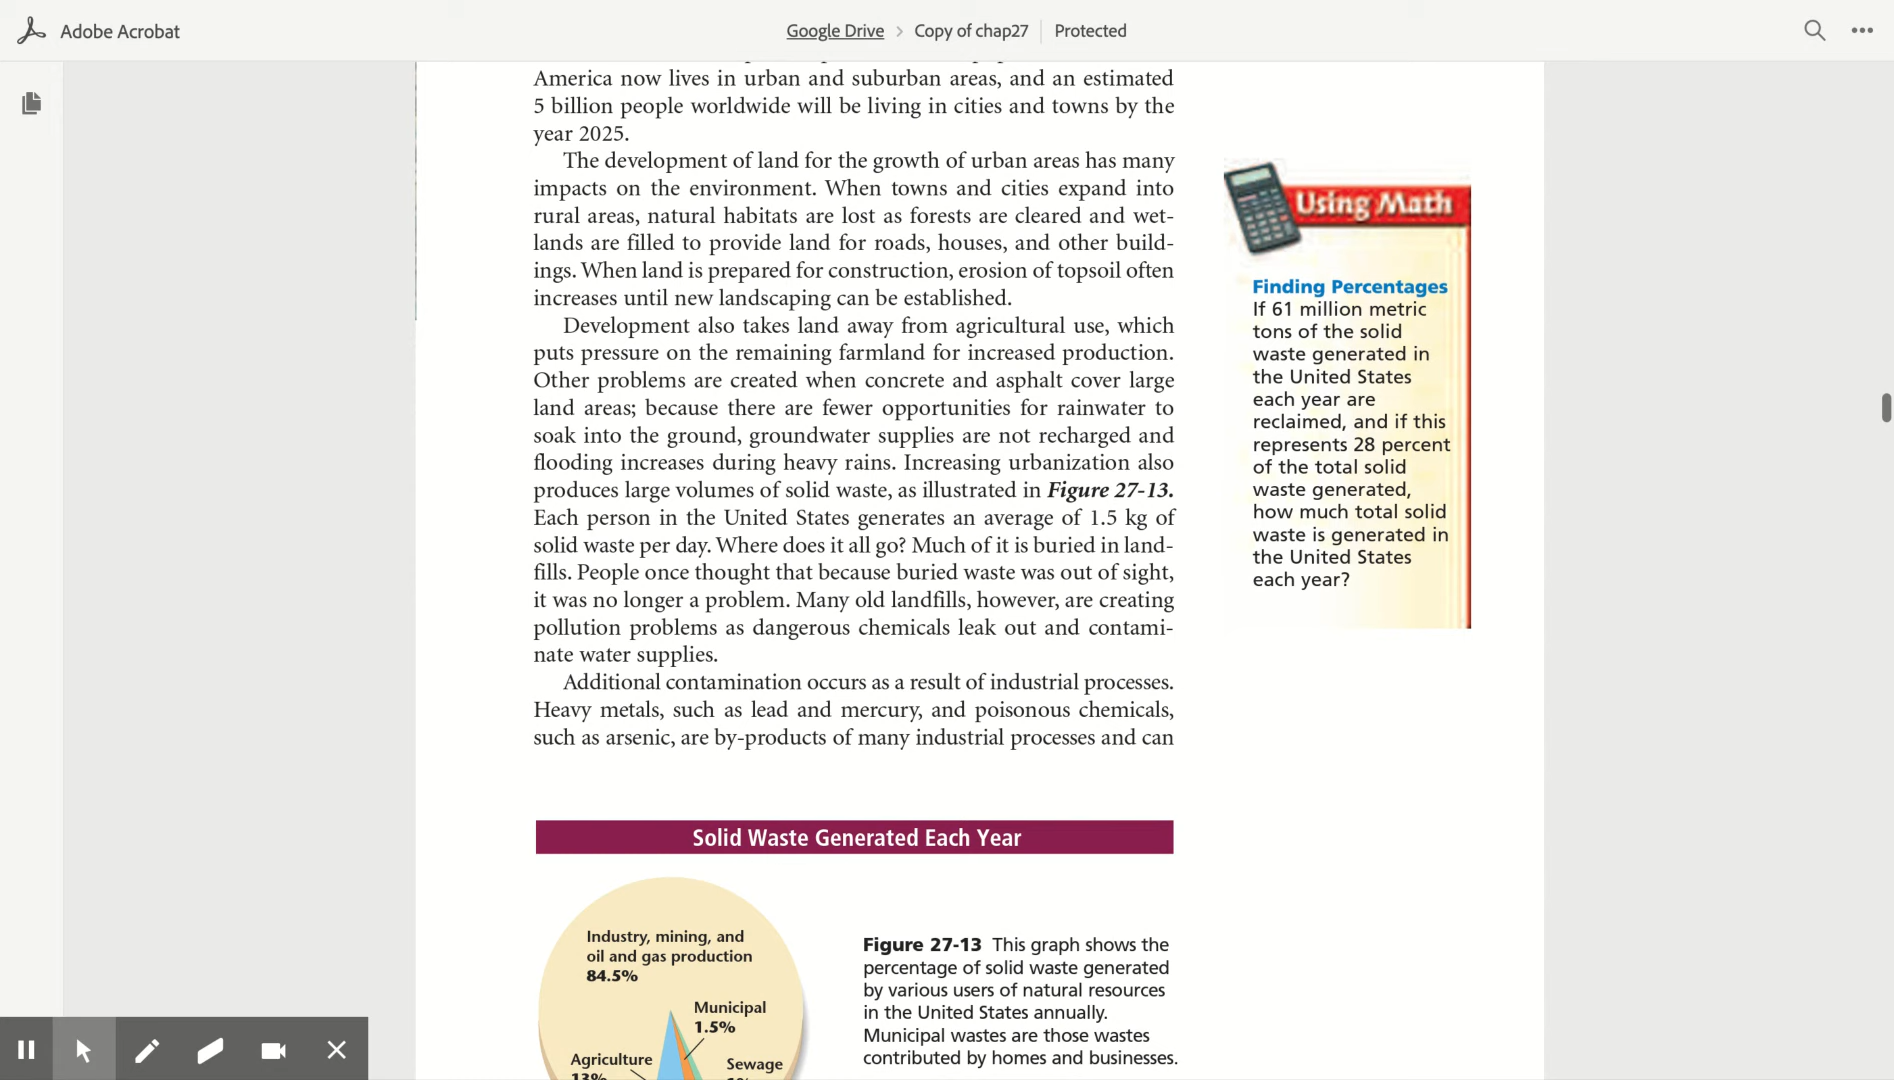 Adobe Acrobat
Google Drive > Copy of chap27 Protected
America now lives in urban and suburban areas, and an estimated
5 billion people worldwide will be living in cities and towns by the
year 2025.
The development of land for the growth of urban areas has many
impacts on the environment. When towns and cities expand into
rural areas, natural habitats are lost as forests are cleared and wet-
lands are filled to provide land for roads, houses, and other build-
ings. When land is prepared for construction, erosion of topsoil often
increases until new landscaping can be established.
Development also takes land away from agricultural use, which
puts pressure on the remaining farmland for increased production.
Other problems are created when concrete and asphalt cover large
land areas; because there are fewer opportunities for rainwater to
soak into the ground, groundwater supplies are not recharged and
flooding increases during heavy rains. Increasing urbanization also
produces large volumes of solid waste, as illustrated in Figure 27-13.
Each person in the United States generates an average of 1.5 kg of
solid waste per day. Where does it all go? Much of it is buried in land-
fills. People once thought that because buried waste was out of sight,
it was no longer a problem. Many old landfills, however, are creating
pollution problems as dangerous chemicals leak out and contami-
nate water supplies.
Additional contamination occurs as a result of industrial processes.
Heavy metals, such as lead and mercury, and poisonous chemicals,
such as arsenic, are by-products of many industrial processes and can
Using Math
Finding Percentages
If 61 million metric
tons of the solid
waste generated in
the United States
each year are
reclaimed, and if this
represents 28 percent
of the total solid
waste generated,
how much total solid
waste is generated in
the United States
each year?
Solid Waste Generated Each Year
Industry, mining, and
oil and gas production
84.5%
Municipal
1.5%
Agriculture
13%
Sewage
Figure 27-13 This graph shows the
percentage of solid waste generated
by various users of natural resources
in the United States annually.
Municipal wastes are those wastes
contributed by homes and businesses.